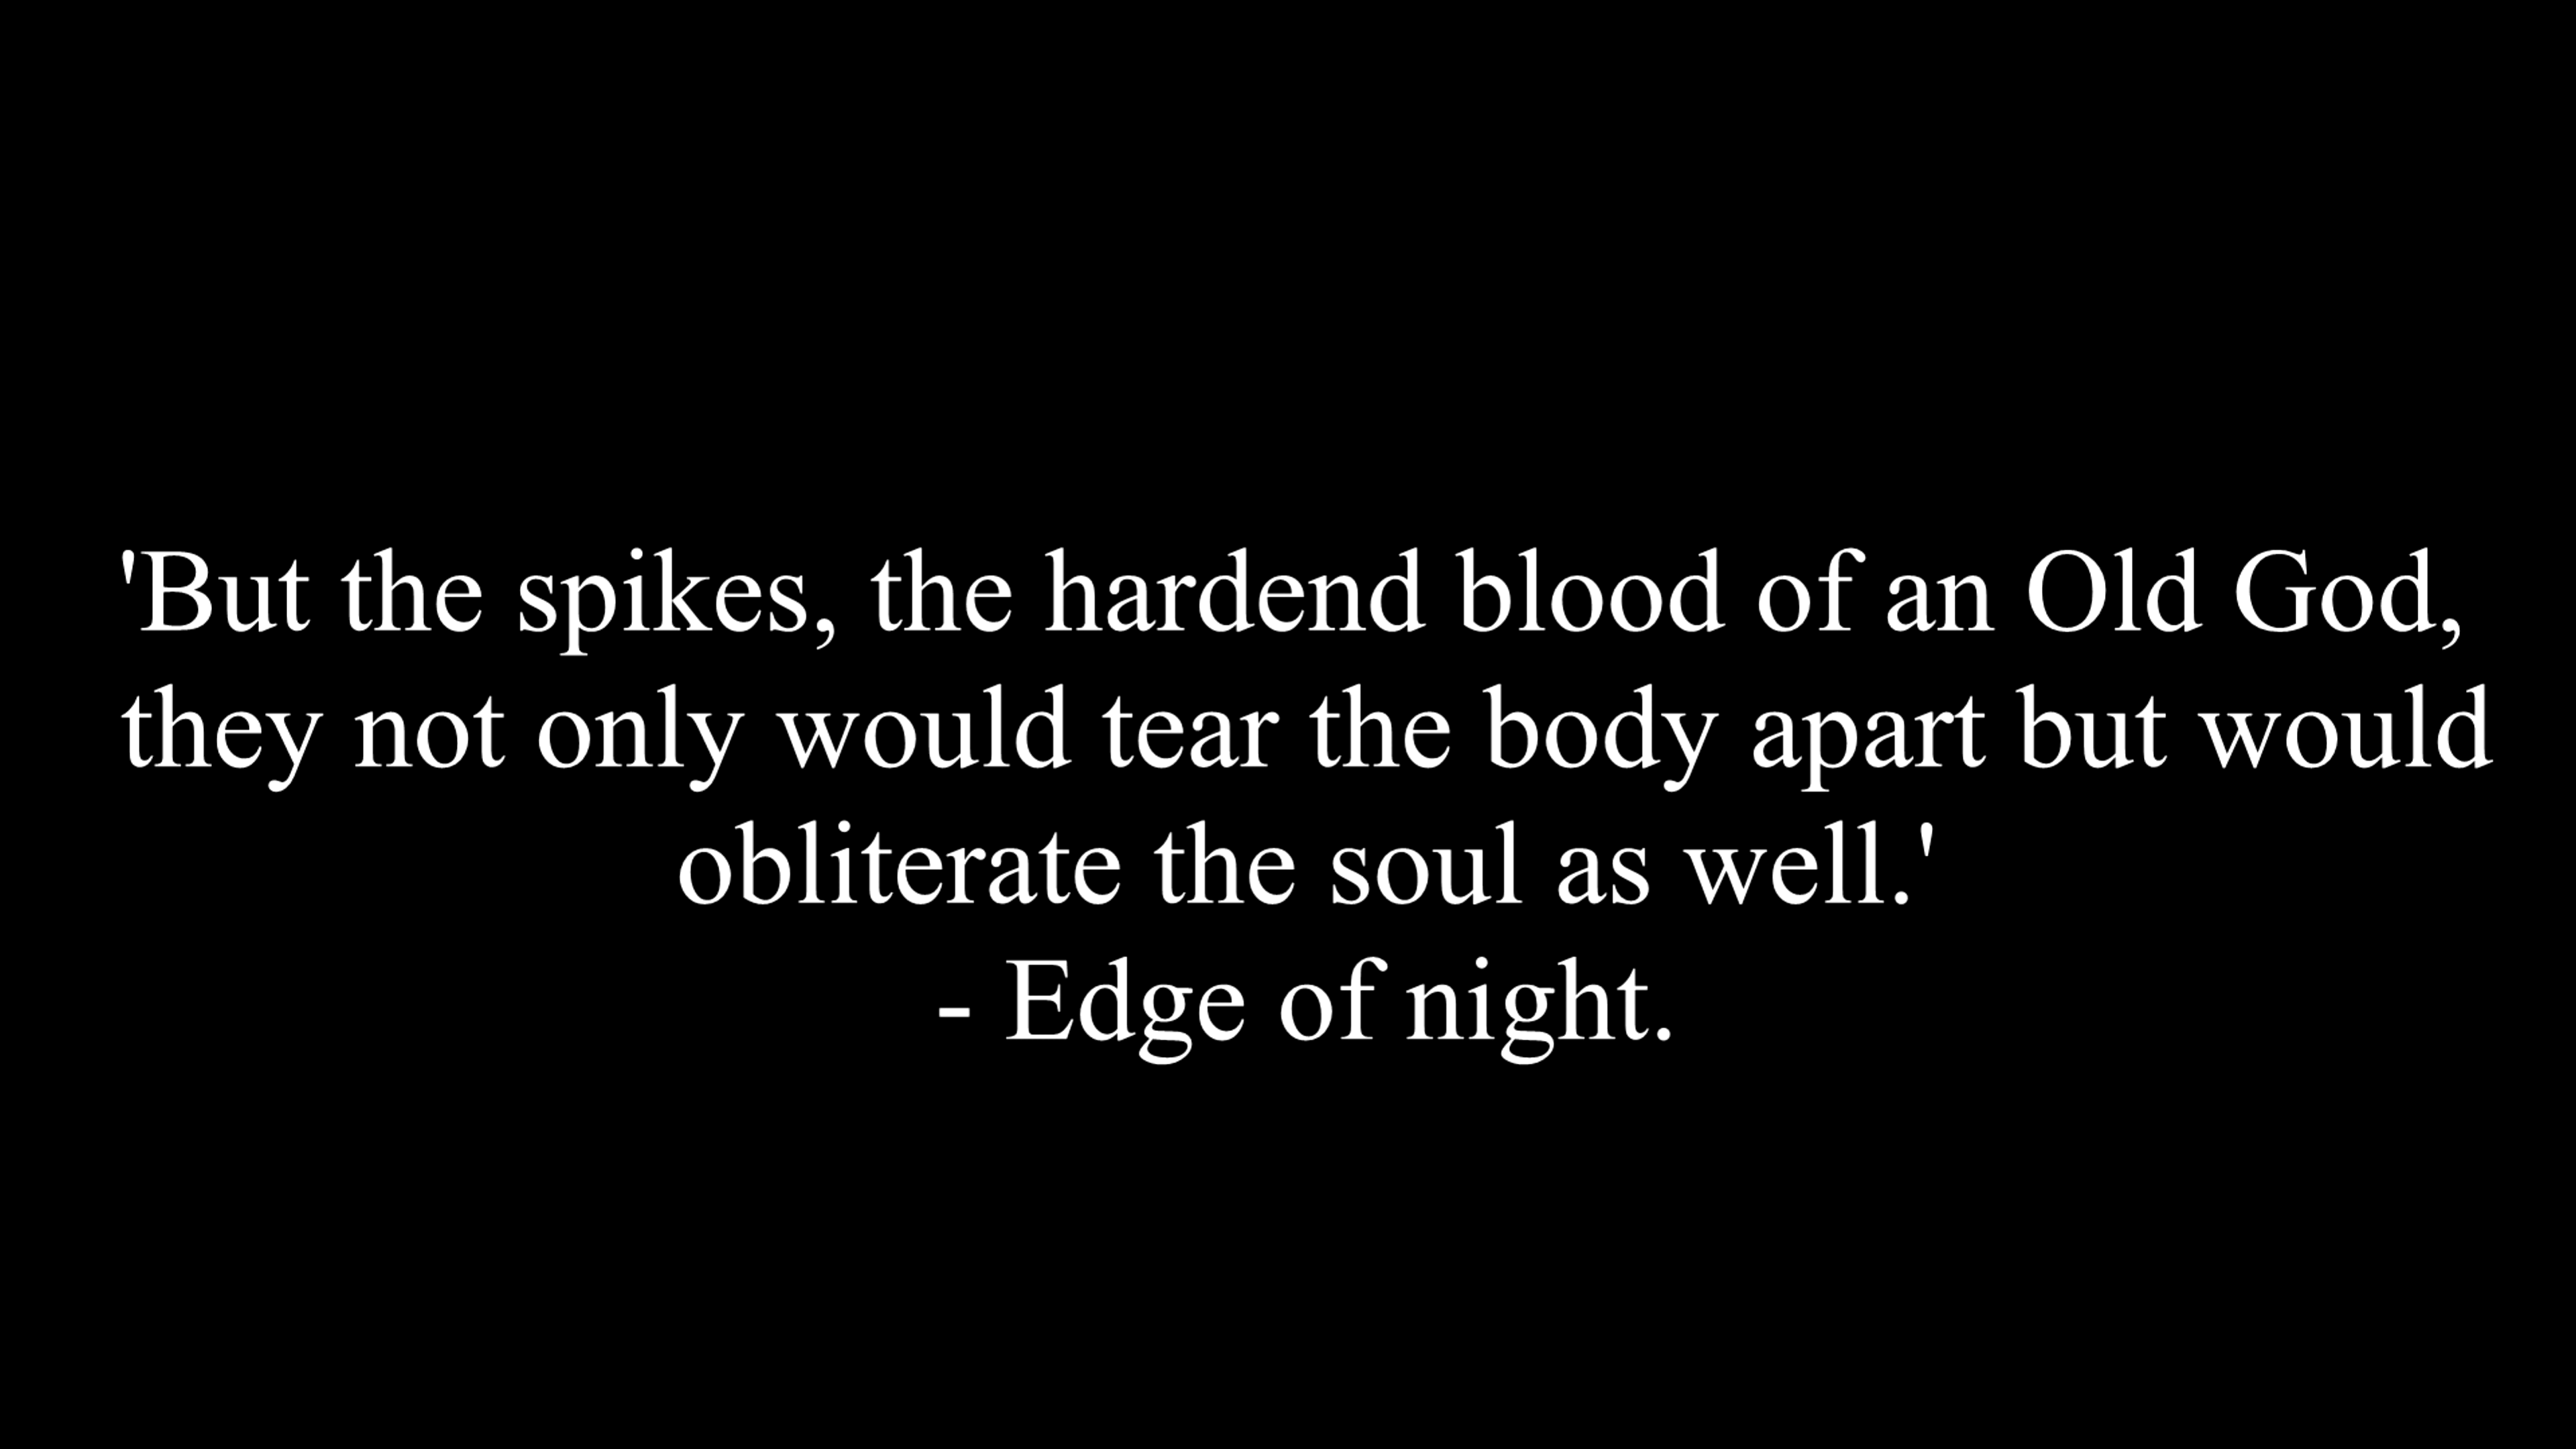 'But the spikes, the hardend blood of an Old God,
they not only would tear the body apart but would
obliterate the soul as well.'
- Edge of night.